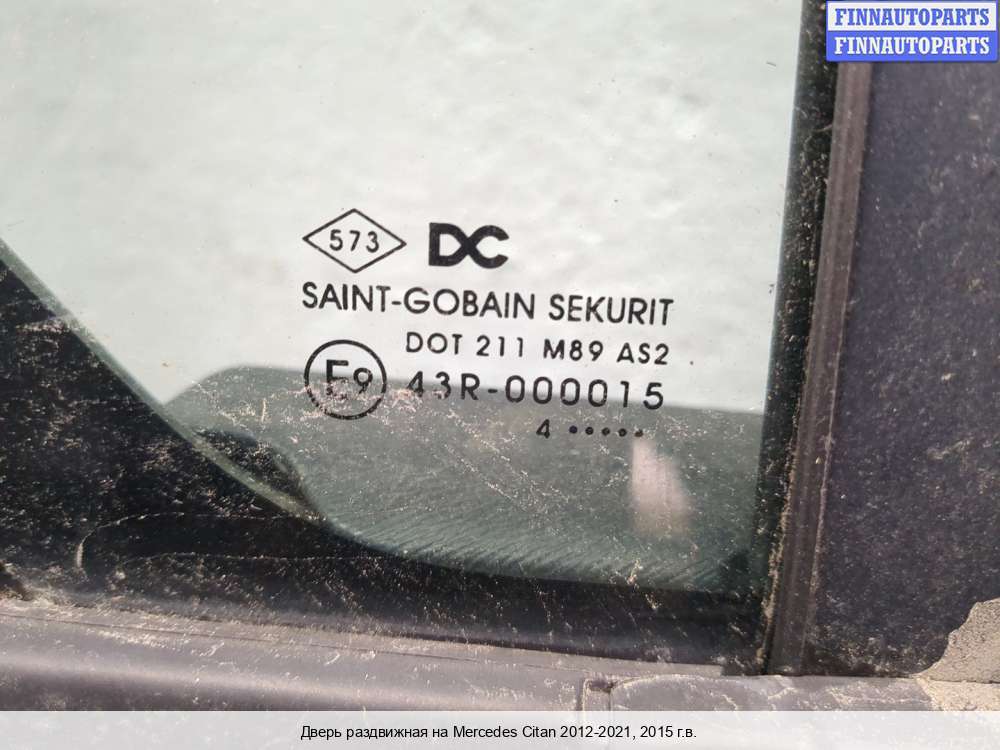 FINNAUTOPARTS
FINNAUTOPARTS
573 DC
SAINT-GOBAIN SEKURIT
DOT 211 M89 AS2
E9 43R-000015
4 •••••
Дверь раздвижная на Mercedes Citan 2012-2021, 2015 г.в.